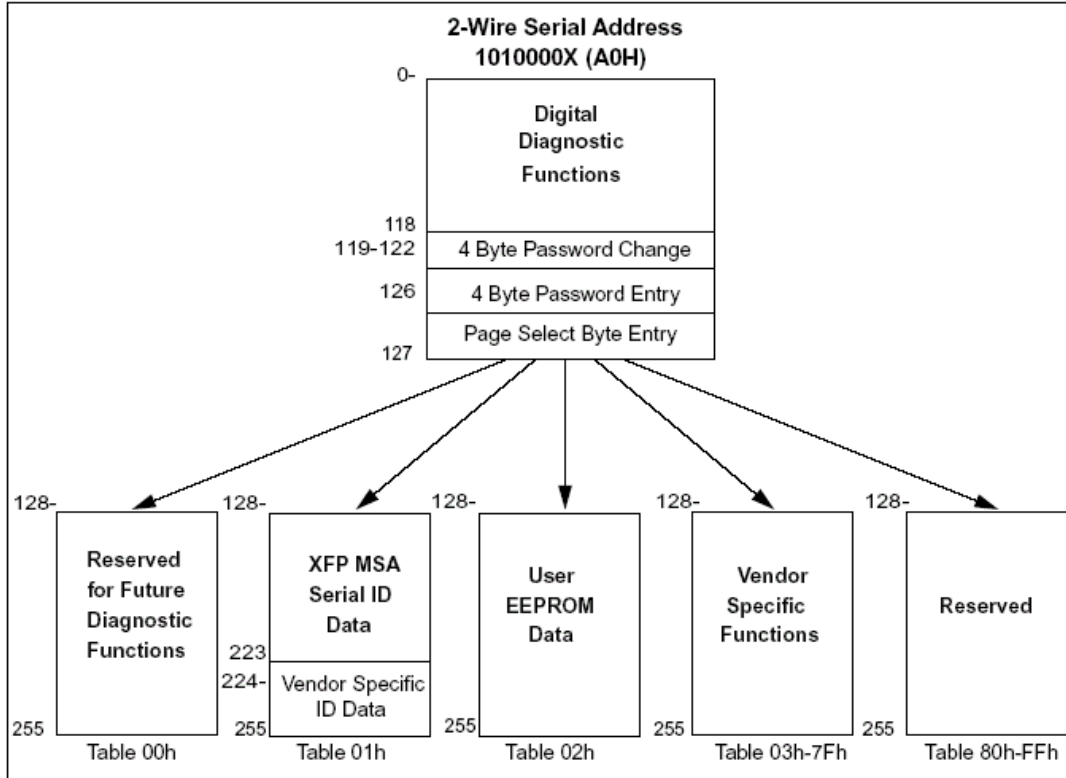 2-Wire Serial Address
1010000X (A0H)
0-
Digital
Diagnostic
Functions
118
119-122
4 Byte Password Change
126
4 Byte Password Entry
Page Select Byte Entry
127
128-
Reserved
for Future
Diagnostic
Functions
255
Table 00h
128-
XFP MSA
Serial ID
Data
223
224-
Vendor Specific
ID Data
255
Table 01h
128-
User
EEPROM
Data
255
Table 02h
128-
Vendor
Specific
Functions
255
Table 03h-7Fh
128-
Reserved
255
Table 80h-FFh